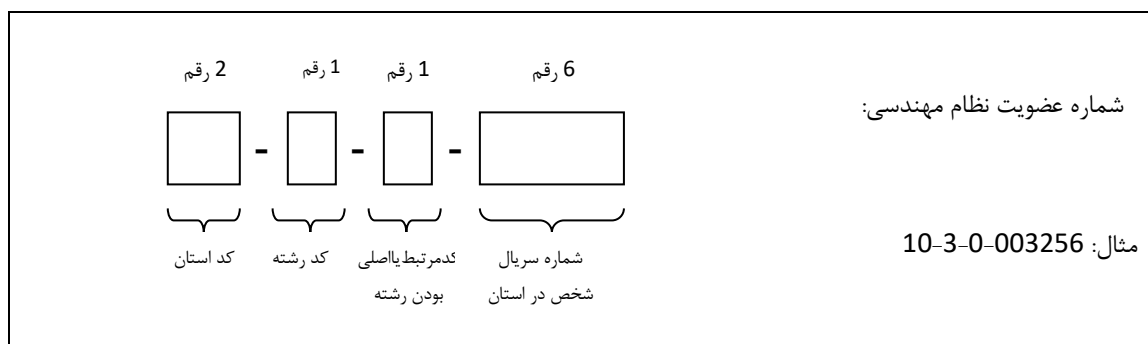 شماره عضویت نظام مهندسی:
2 رقم 1 رقم 1 رقم 6 رقم
- - -
کد استان کد رشته کدمرتبط‌یااصلی بودن رشته شماره سریال شخص در استان
مثال: 10-3-0-003256